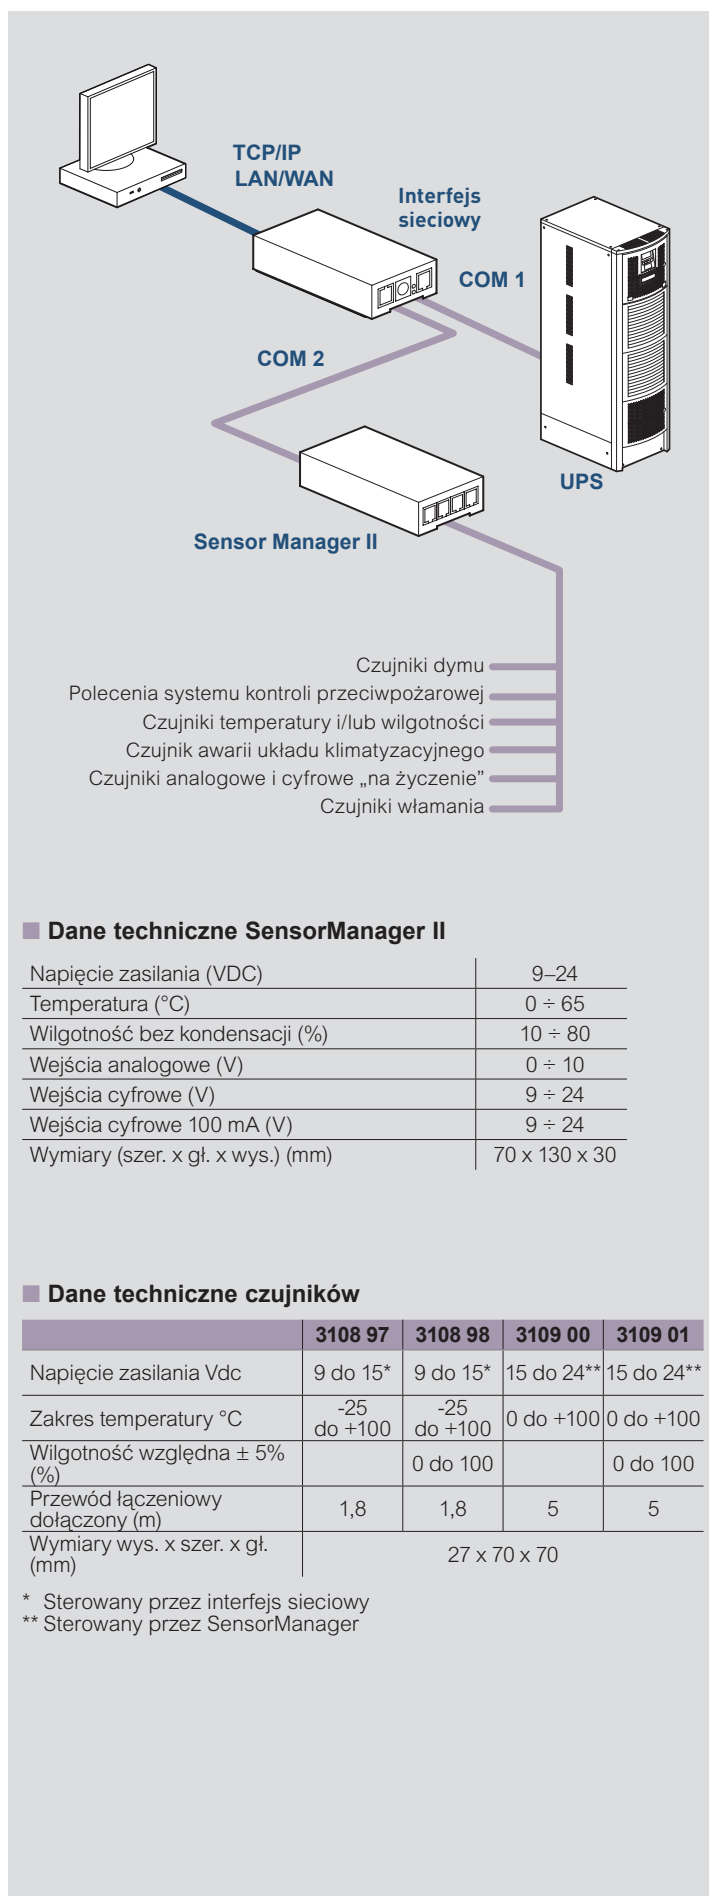 TCP/IP
LAN/WAN
Interfejs
sieciowy
COM 1
COM 2
UPS
Sensor Manager II
Czujniki dymu
Polecenia systemu kontroli przeciwpożarowej
Czujniki temperatury i/lub wilgotności
Czujnik awarii układu klimatyzacyjnego
Czujniki analogowe i cyfrowe „na życzenie”
Czujniki włamania
Dane techniczne SensorManager II
Napięcie zasilania (VDC) 9–24
Temperatura (°C) 0 ÷ 65
Wilgotność bez kondensacji (%) 10 ÷ 80
Wejścia analogowe (V) 0 ÷ 10
Wejścia cyfrowe (V) 9 ÷ 24
Wejścia cyfrowe 100 mA (V) 9 ÷ 24
Wymiary (szer. x gł. x wys.) (mm) 70 x 130 x 30
Dane techniczne czujników
3108 97 3108 98 3109 00 3109 01
Napięcie zasilania Vdc 9 do 15* 9 do 15* 15 do 24** 15 do 24**
Zakres temperatury °C -25 do +100 -25 do +100 0 do +100 0 do +100
Wilgotność względna ± 5%
(%) 0 do 100 0 do 100
Przewód łączeniowy
dołączony (m) 1,8 1,8 5 5
Wymiary wys. x szer. x gł.
(mm) 27 x 70 x 70
* Sterowany przez interfejs sieciowy
** Sterowany przez SensorManager